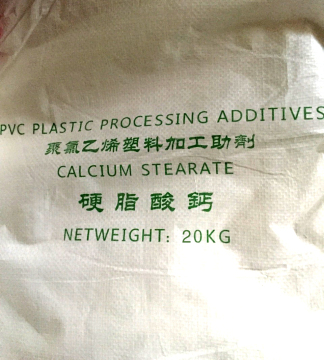 PVC PLASTIC PROCESSING ADDITIVES
聚氯乙烯塑料加工助劑
CALCIUM STEARATE
硬脂酸鈣
NETWEIGHT: 20KG